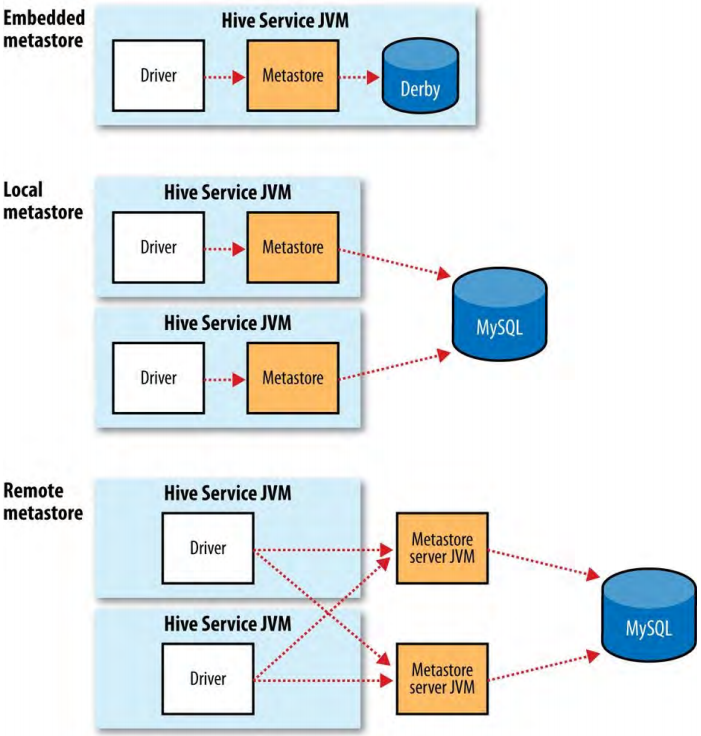 Embedded
metastore
Hive Service JVM
Driver
Metastore
Derby
Local
metastore
Hive Service JVM
Driver
Metastore
Hive Service JVM
Driver
Metastore
MySQL
Remote
metastore
Hive Service JVM
Driver
Metastore
server JVM
Hive Service JVM
Driver
Metastore
server JVM
MySQL